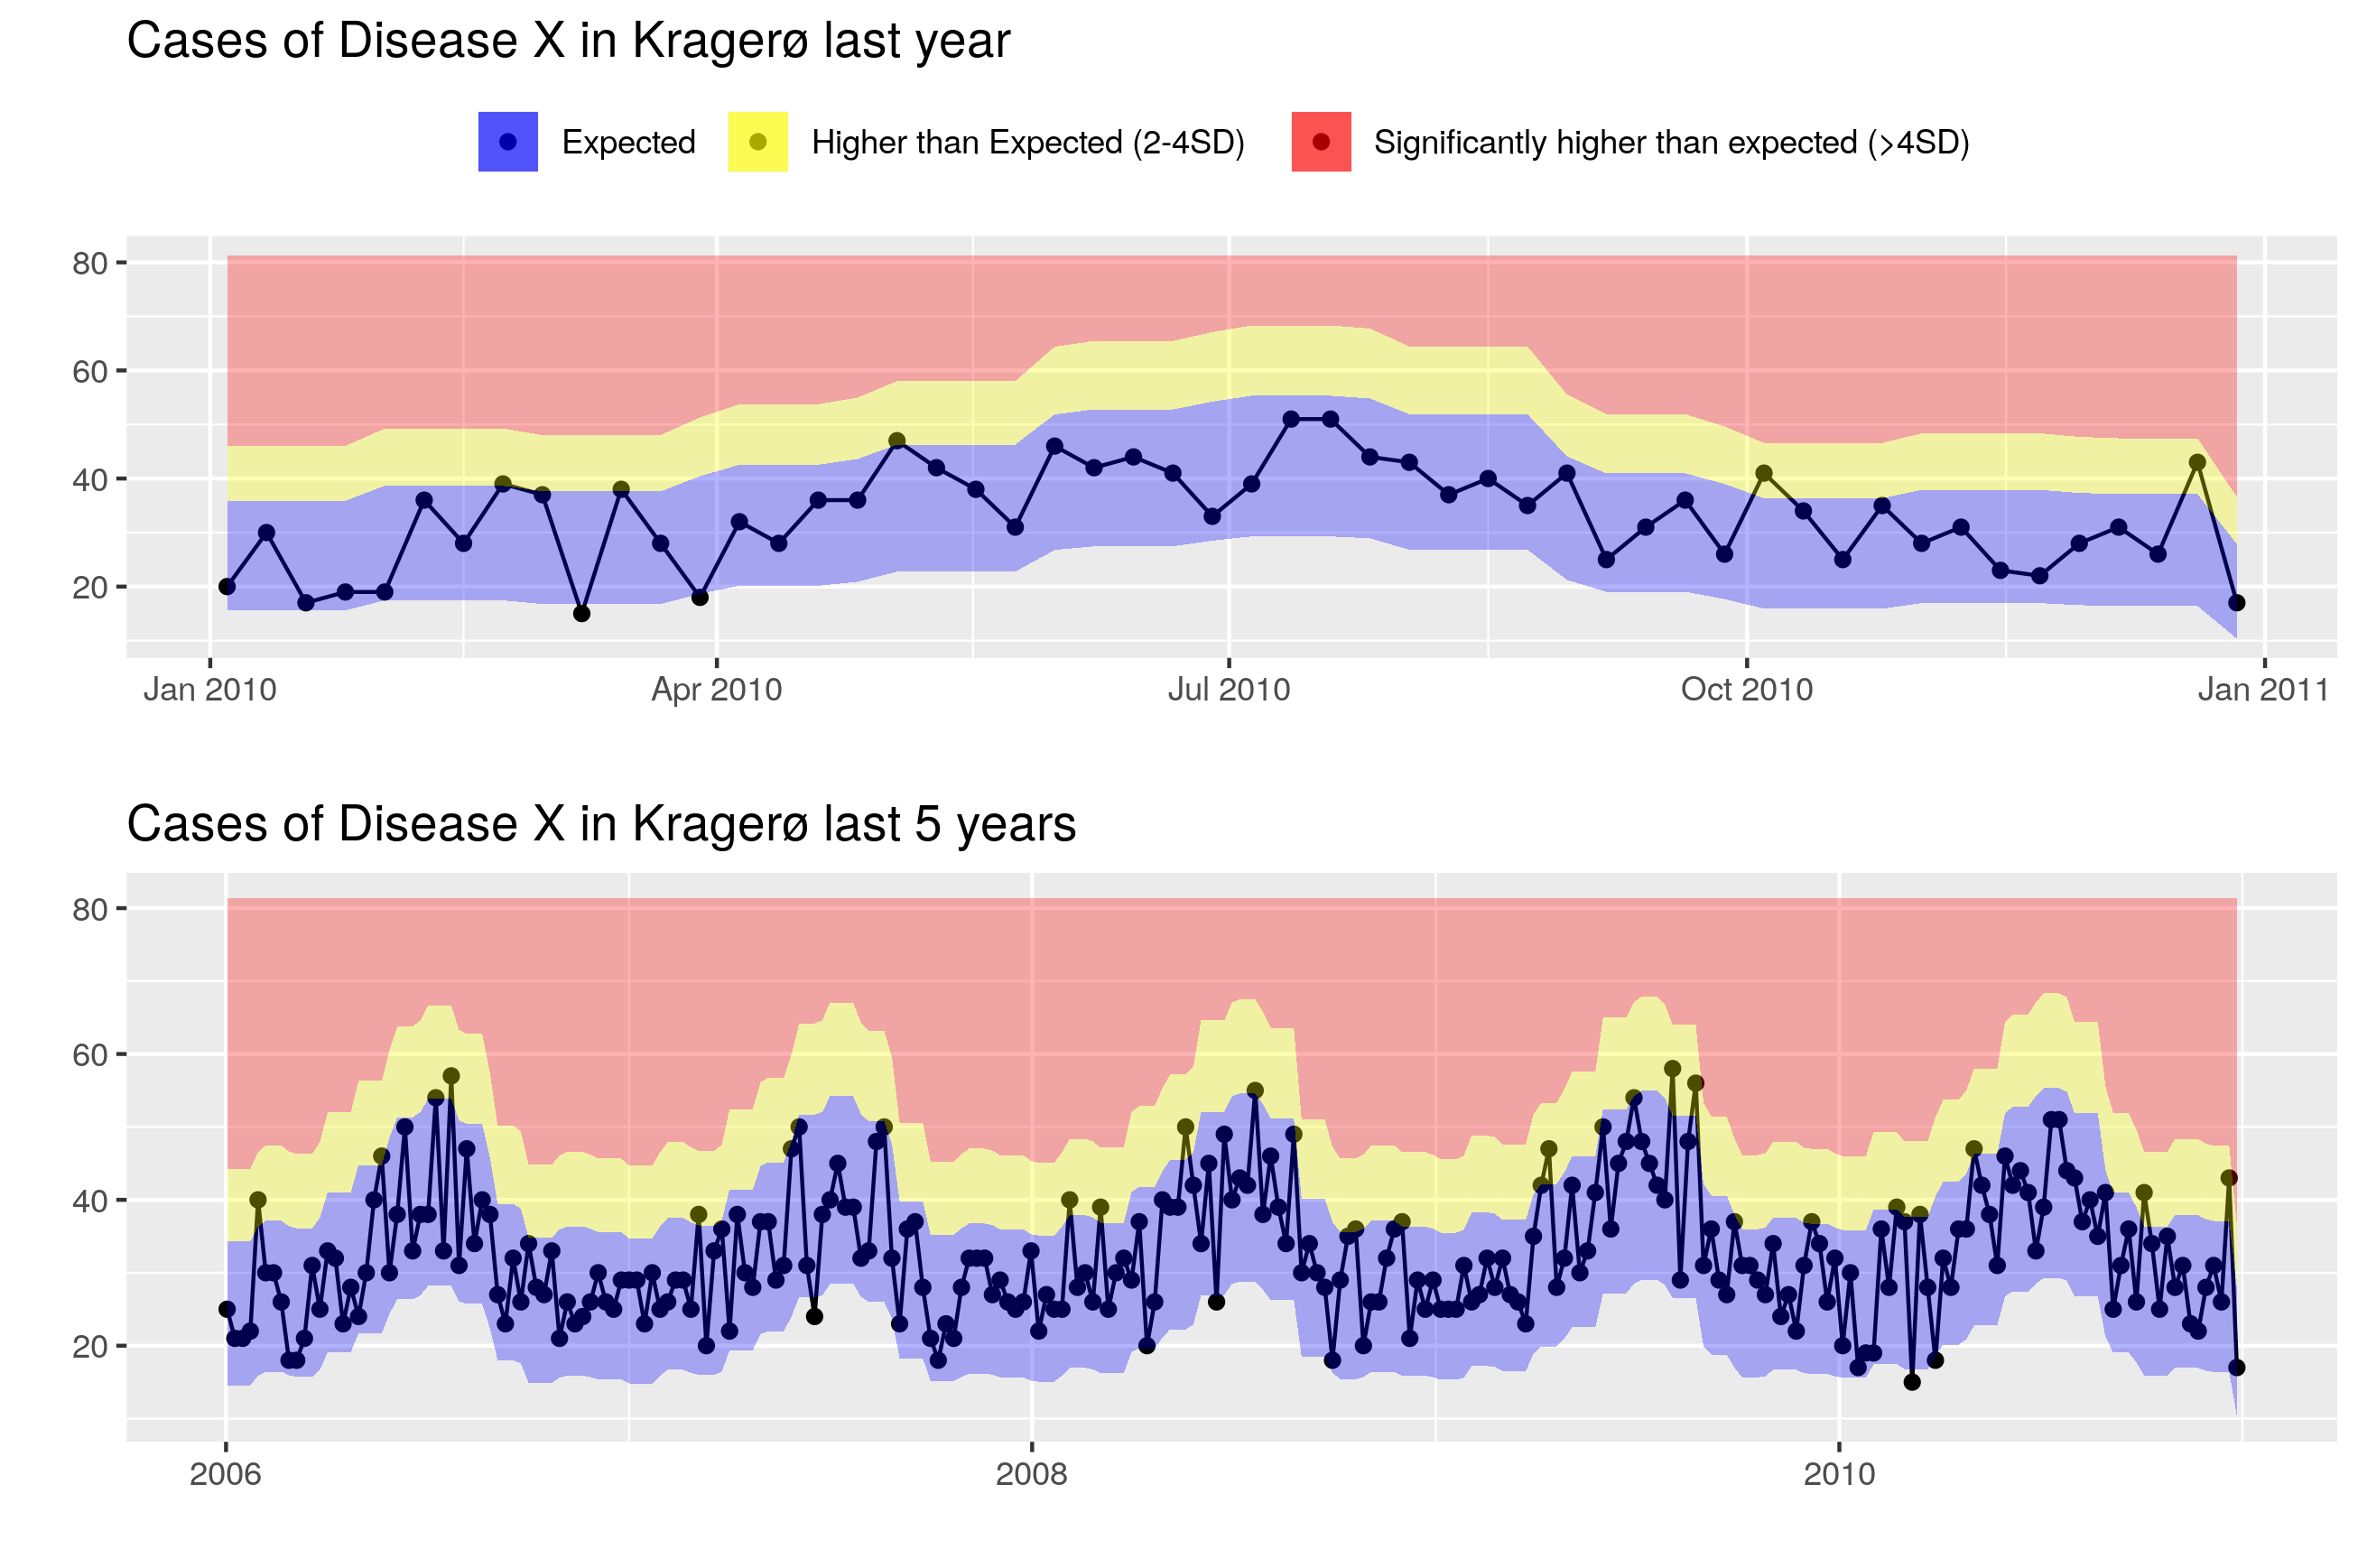 Cases of Disease X in Kragerø last year
Expected Higher than Expected (2-4SD) Significantly higher than expected (>4SD)
80
60
40
20
Jan 2010 Apr 2010 Jul 2010 Oct 2010 Jan 2011
Cases of Disease X in Kragerø last 5 years
80
60
40
20
2006 2008 2010